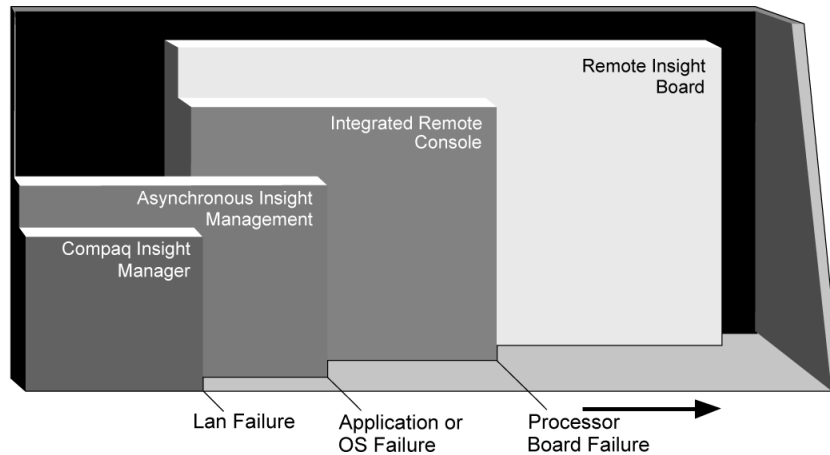 Remote Insight
Board
Integrated Remote
Console
Asynchronous Insight
Management
Compaq Insight
Manager
Lan Failure
Application or
OS Failure
Processor
Board Failure